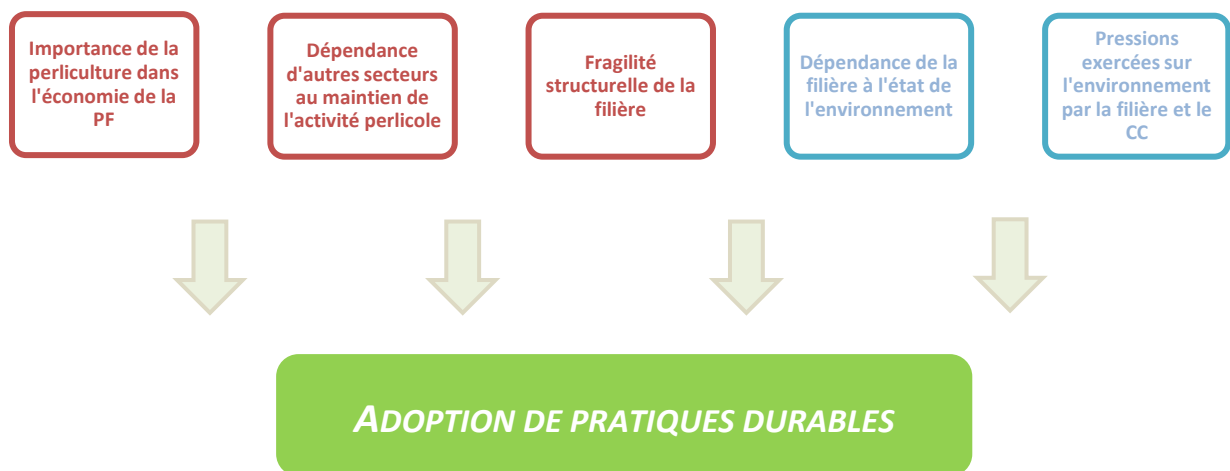 Importance de la
perliculture dans
l'économie de la
PF
Dépendance
d'autres secteurs
au maintien de
l'activité perlicole
Fragilité
structurelle de la
filière
Dépendance de la
filière à l'état de
l'environnement
Pressions
exercées sur
l'environnement
par la filière et le
CC
ADOPTION DE PRATIQUES DURABLES